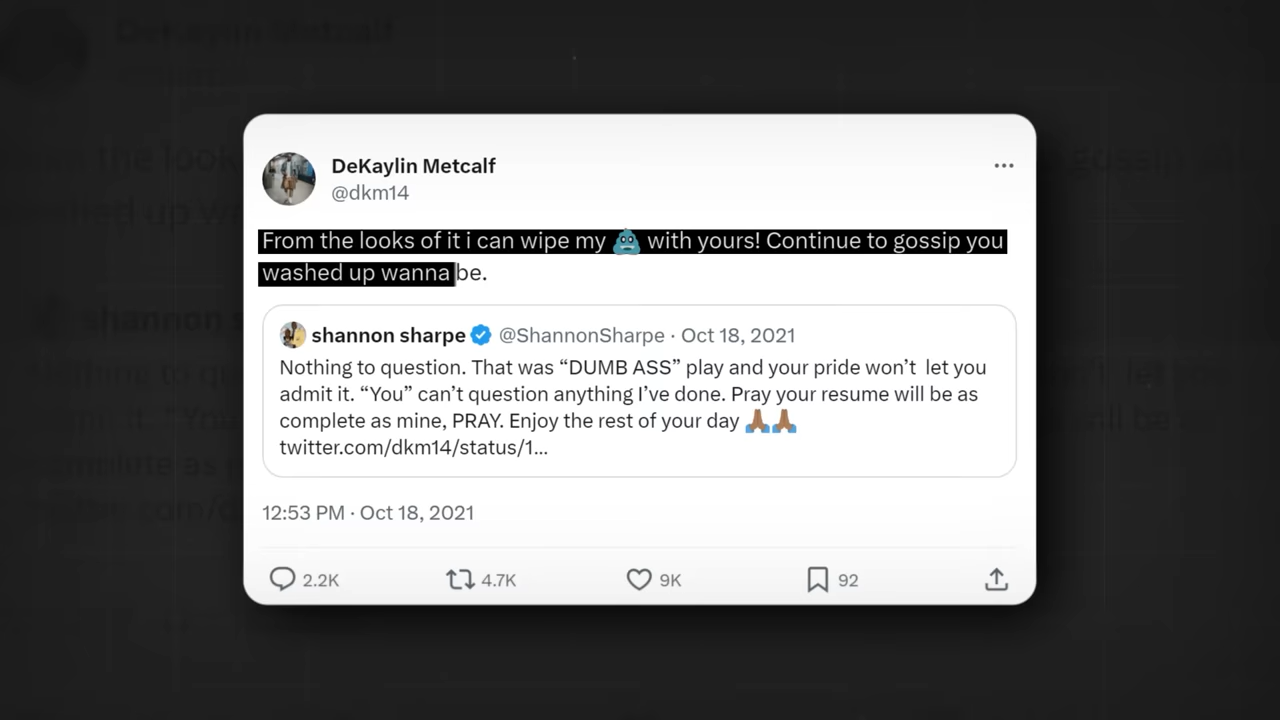 DeKaylin Metcalf
@dkm14
From the looks of it i can wipe my 💩 with yours! Continue to gossip you
washed up wanna be.
shannon sharpe @ShannonSharpe · Oct 18, 2021
Nothing to question. That was “DUMB ASS” play and your pride won’t let you
admit it. “You” can’t question anything I’ve done. Pray your resume will be as
complete as mine, PRAY. Enjoy the rest of your day 🙏🏾🙏🏾
twitter.com/dkm14/status/1...
12:53 PM · Oct 18, 2021
2.2K 4.7K 9K 92